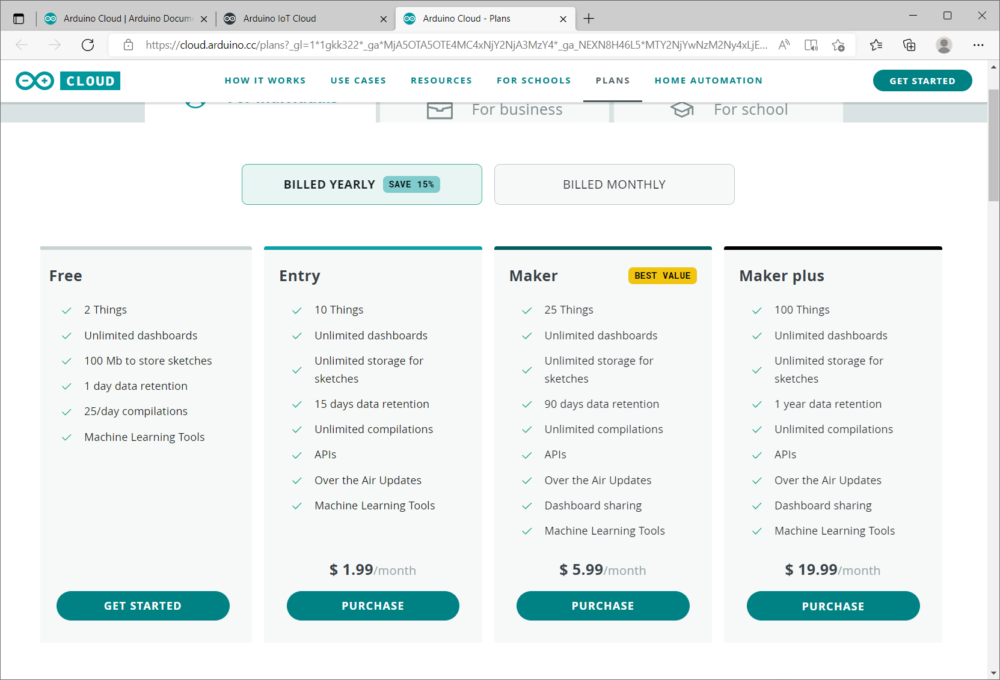 Arduino Cloud | Arduino Docum
Arduino IoT Cloud
Arduino Cloud - Plans
https://cloud.arduino.cc/plans?_gl=1*1gkk322*_ga*MjA5OTA5OTE4MC4xNjY2NjA3MzY4*_ga_NEXN8H46L5*MTY2NjYwNzM2Ny4xLjE...
CLOUD
HOW IT WORKS
USE CASES
RESOURCES
FOR SCHOOLS
PLANS
HOME AUTOMATION
GET STARTED
For individuals
For business
For school
BILLED YEARLY SAVE 15%
BILLED MONTHLY
Free
2 Things
Unlimited dashboards
100 Mb to store sketches
1 day data retention
25/day compilations
Machine Learning Tools
GET STARTED
Entry
10 Things
Unlimited dashboards
Unlimited storage for
sketches
15 days data retention
Unlimited compilations
APIs
Over the Air Updates
Machine Learning Tools
$ 1.99/month
PURCHASE
Maker
BEST VALUE
25 Things
Unlimited dashboards
Unlimited storage for
sketches
90 days data retention
Unlimited compilations
APIs
Over the Air Updates
Dashboard sharing
Machine Learning Tools
$ 5.99/month
PURCHASE
Maker plus
100 Things
Unlimited dashboards
Unlimited storage for
sketches
1 year data retention
Unlimited compilations
APIs
Over the Air Updates
Dashboard sharing
Machine Learning Tools
$ 19.99/month
PURCHASE